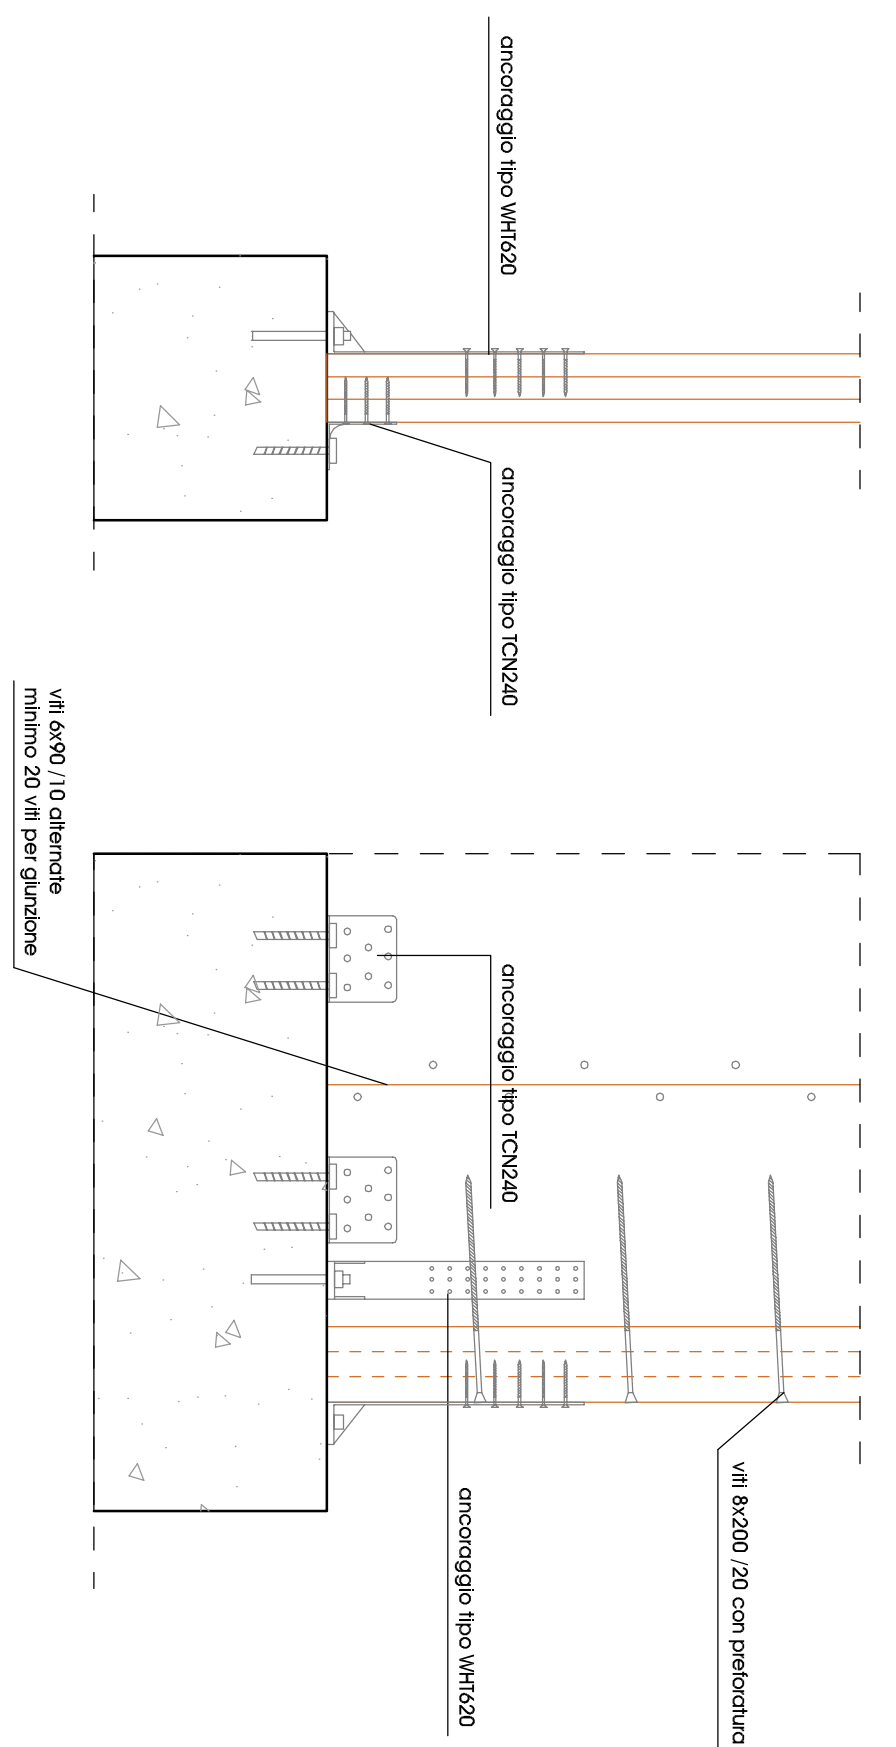 ancoraggio tipo WHT620
ancoraggio tipo TCN240
viti 6x90 /10 alternate
minimo 20 viti per giunzione
ancoraggio tipo TCN240
viti 8x200 /20 con preforatura
ancoraggio tipo WHT620